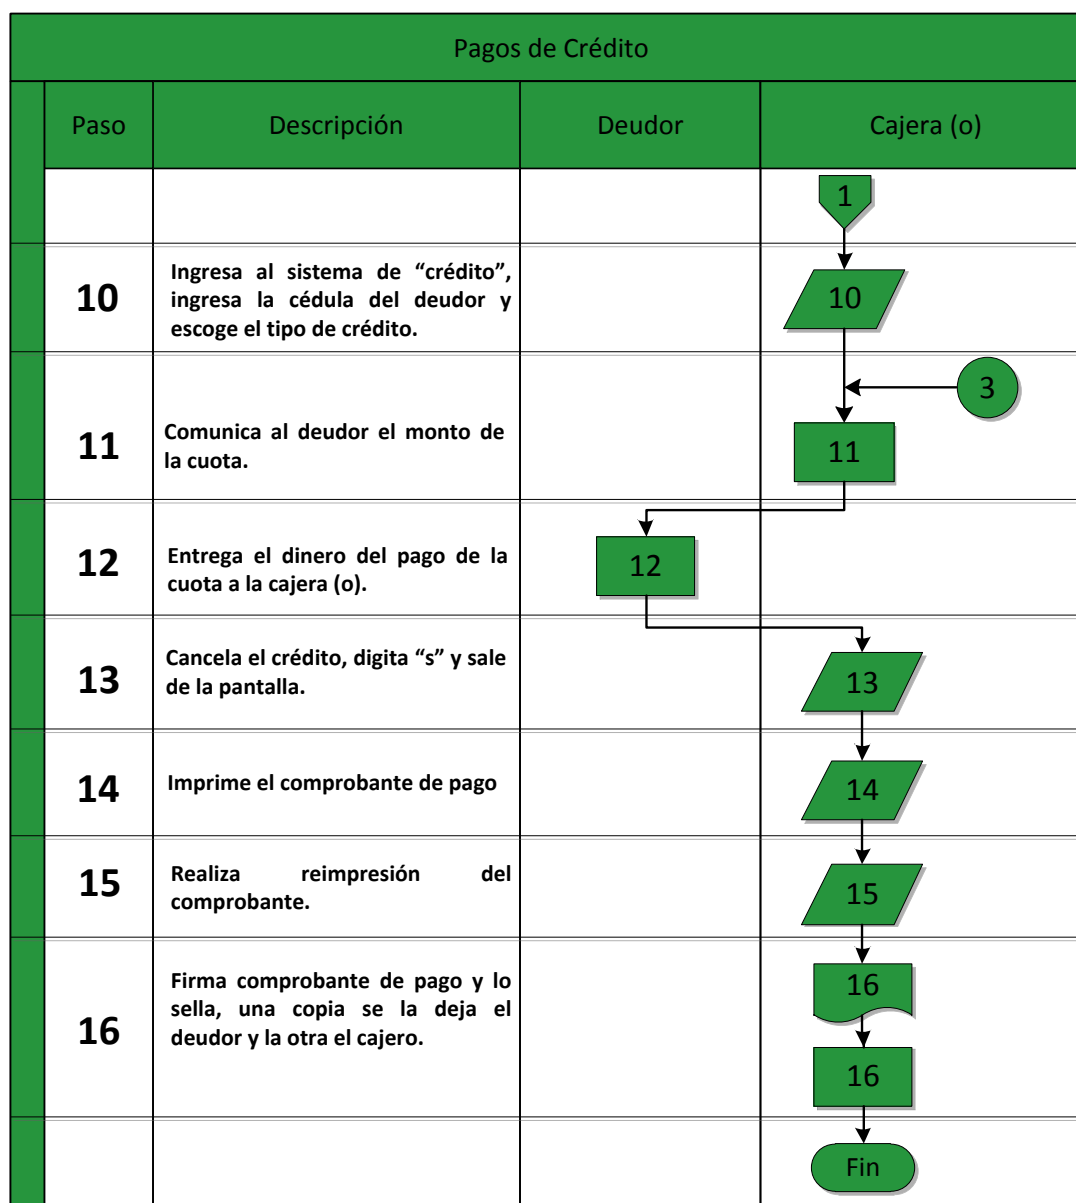 Pagos de Crédito
Paso
Descripción
Deudor
Cajera (o)
1
10
Ingresa al sistema de “crédito”,
ingresa la cédula del deudor y
escoge el tipo de crédito.
10
3
11
Comunica al deudor el monto de
la cuota.
11
12
Entrega el dinero del pago de la
cuota a la cajera (o).
12
13
Cancela el crédito, digita “s” y sale
de la pantalla.
13
14
Imprime el comprobante de pago
14
15
Realiza reimpresión del
comprobante.
15
16
Firma comprobante de pago y lo
sella, una copia se la deja el
deudor y la otra el cajero.
16
16
Fin